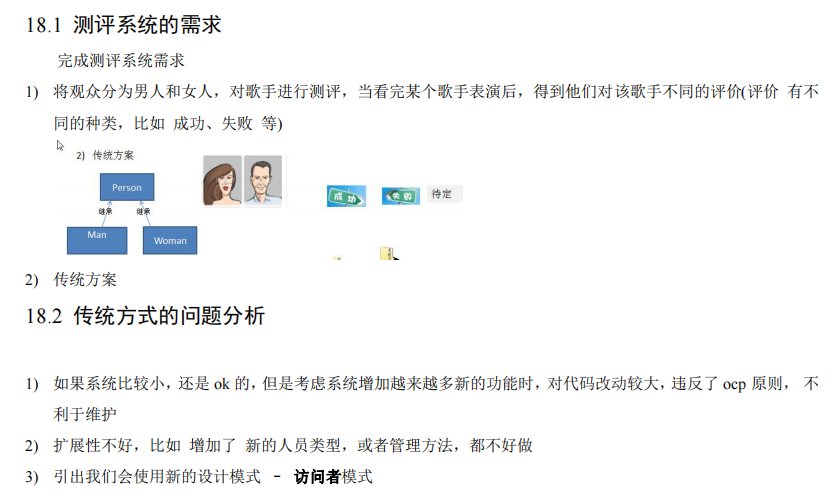 18.1 测评系统的需求
完成测评系统需求
1) 将观众分为男人和女人，对歌手进行测评，当看完某个歌手表演后，得到他们对该歌手不同的评价(评价 有不
同的种类，比如 成功、失败 等)
2) 传统方案
Person
继承 继承
Man
Woman
成功
失败
待定
2) 传统方案
18.2 传统方式的问题分析
1) 如果系统比较小，还是 ok 的，但是考虑系统增加越来越多新的功能时，对代码改动较大，违反了 ocp 原则， 不
利于维护
2) 扩展性不好，比如 增加了 新的人员类型，或者管理方法，都不好做
3) 引出我们会使用新的设计模式 – 访问者模式